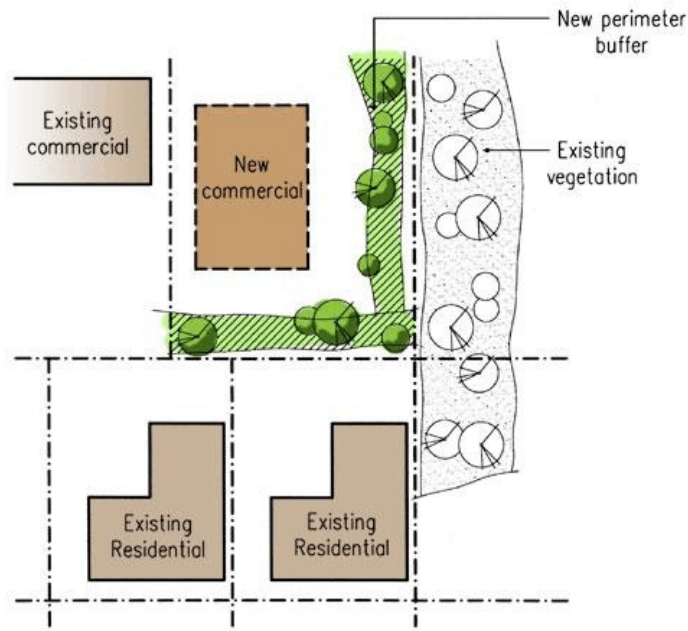 New perimeter
buffer
Existing
commercial
New
commercial
Existing
vegetation
Existing
Residential
Existing
Residential